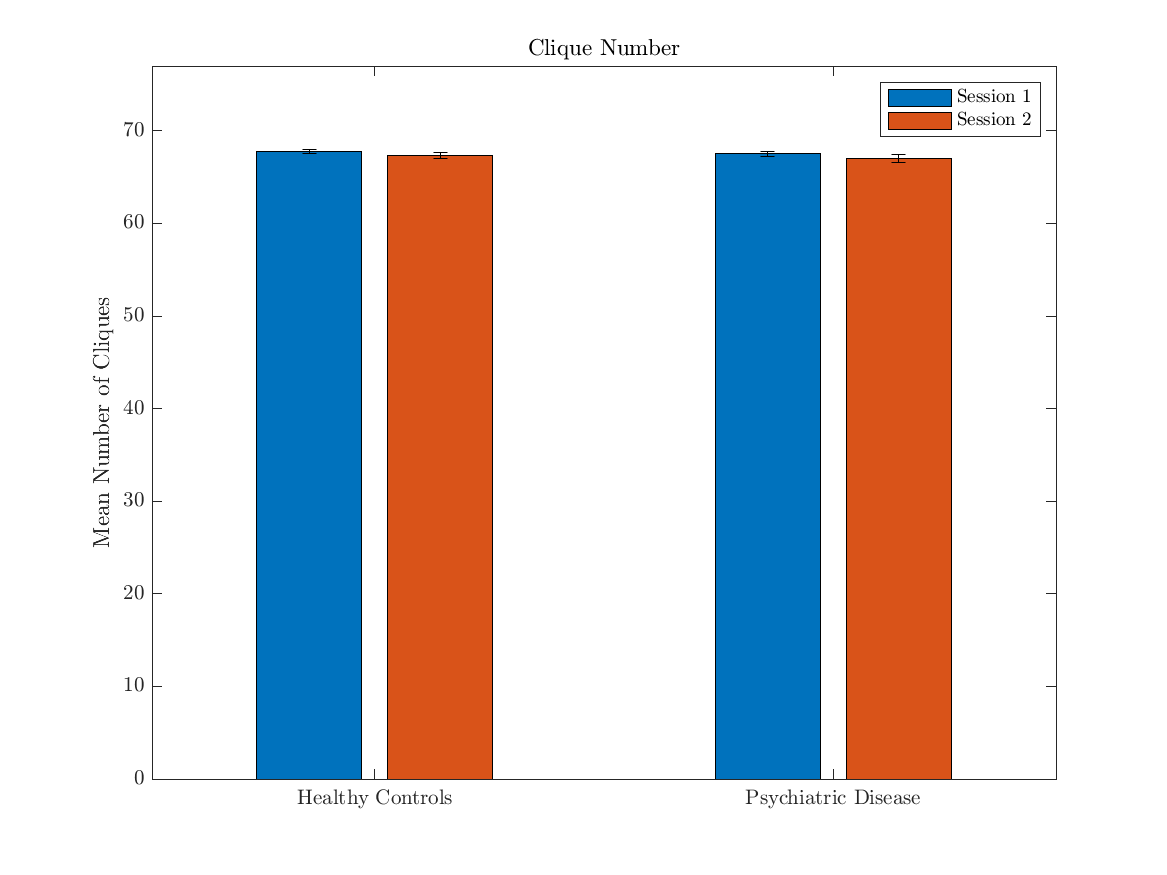 Clique Number
Session 1
Session 2
Mean Number of Cliques
70
60
50
40
30
20
10
0
Healthy Controls
Psychiatric Disease